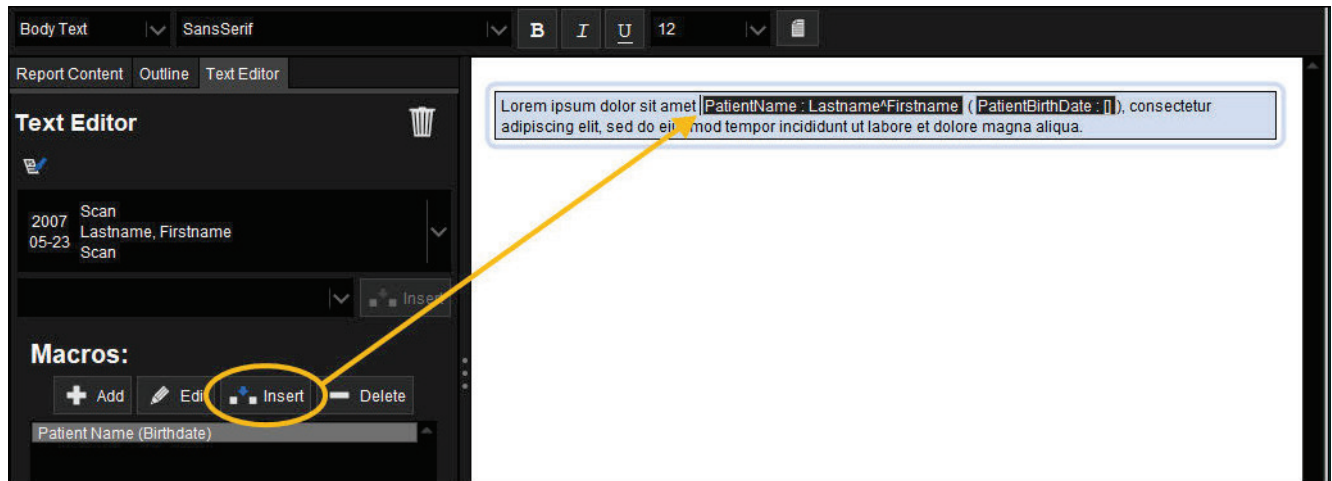 Body Text SansSerif B I U 12
Report Content Outline Text Editor
Text Editor
2007
05-23
Scan
Lastname, Firstname
Scan
Insert
Macros:
Add Edit Insert Delete
Patient Name (Birthdate)
Lorem ipsum dolor sit amet PatientName : Lastname^Firstname ( PatientBirthDate : [] ), consectetur
adipiscing elit, sed do eiusmod tempor incididunt ut labore et dolore magna aliqua.